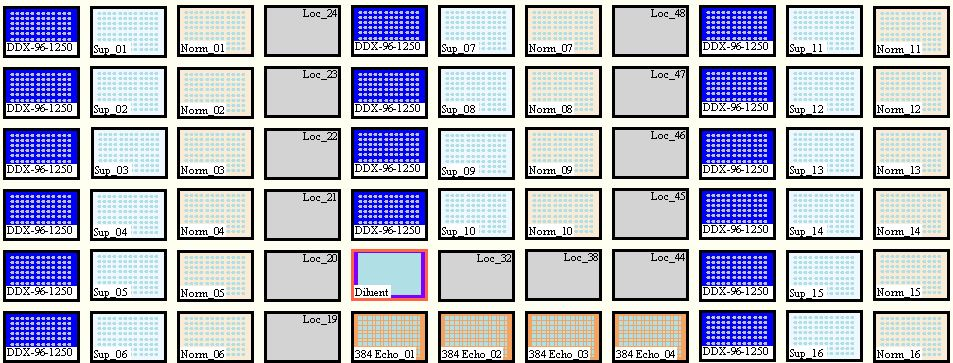 DDX-96-1250 Sup_01 Norm_01 Loc_24 DDX-96-1250 Sup_07 Norm_07 Loc_48 DDX-96-1250 Sup_11 Norm_11
DDX-96-1250 Sup_02 Norm_02 Loc_23 DDX-96-1250 Sup_08 Norm_08 Loc_47 DDX-96-1250 Sup_12 Norm_12
DDX-96-1250 Sup_03 Norm_03 Loc_22 DDX-96-1250 Sup_09 Norm_09 Loc_46 DDX-96-1250 Sup_13 Norm_13
DDX-96-1250 Sup_04 Norm_04 Loc_21 DDX-96-1250 Sup_10 Norm_10 Loc_45 DDX-96-1250 Sup_14 Norm_14
DDX-96-1250 Sup_05 Norm_05 Loc_20 Diluent Loc_32 Loc_38 Loc_44 DDX-96-1250 Sup_15 Norm_15
DDX-96-1250 Sup_06 Norm_06 Loc_19 384 Echo_01 384 Echo_02 384 Echo_03 384 Echo_04 DDX-96-1250 Sup_16 Norm_16